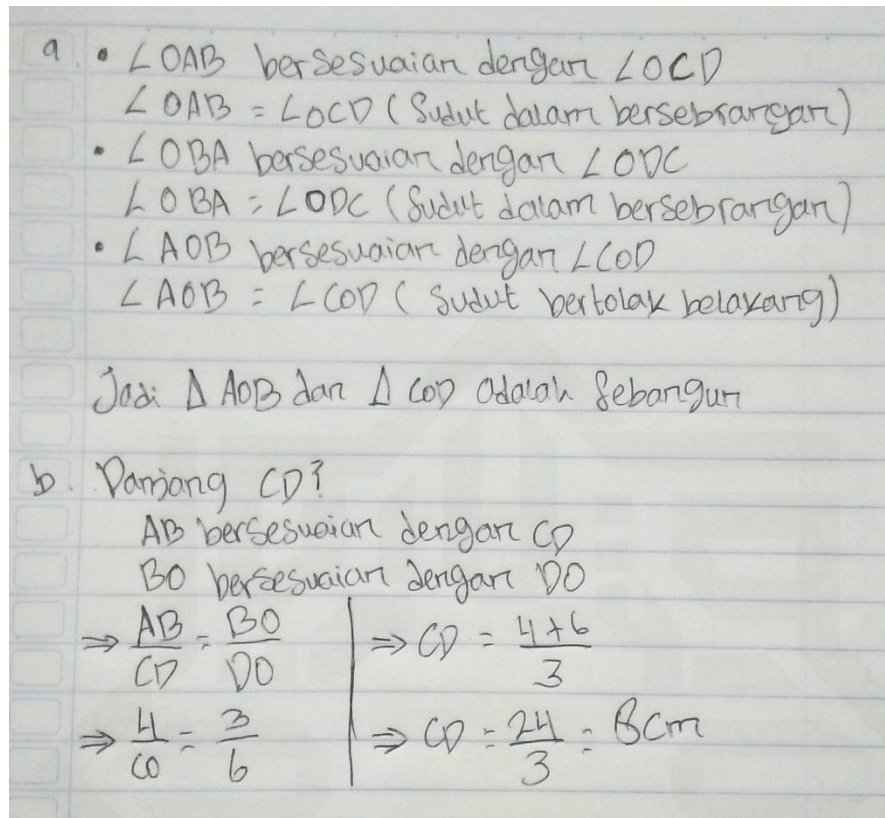 a. • ∠OAB bersesuaian dengan ∠OCD
∠OAB = ∠OCD (Sudut dalam bersebrangan)
• ∠OBA bersesuaian dengan ∠ODC
∠OBA = ∠ODC (Sudut dalam bersebrangan)
• ∠AOB bersesuaian dengan ∠COD
∠AOB = ∠COD (Sudut bertolak belakang)
Jadi Δ AOB dan Δ COD adalah Sebangun
b. Panjang CD?
AB bersesuaian dengan CD
BO bersesuaian dengan DO
⇒ AB/CD = BO/DO
⇒ 4/CD = 3/6
⇒ CD = 4×6/3
⇒ CD = 24/3 = 8cm